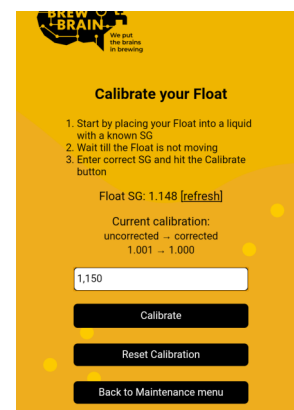 BREW
BRAIN
We put
the brains
in brewing
Calibrate your Float
1. Start by placing your Float into a liquid
with a known SG
2. Wait till the Float is not moving
3. Enter correct SG and hit the Calibrate
button
Float SG: 1.148 [refresh]
Current calibration:
uncorrected → corrected
1.001 → 1.000
1,150
Calibrate
Reset Calibration
Back to Maintenance menu